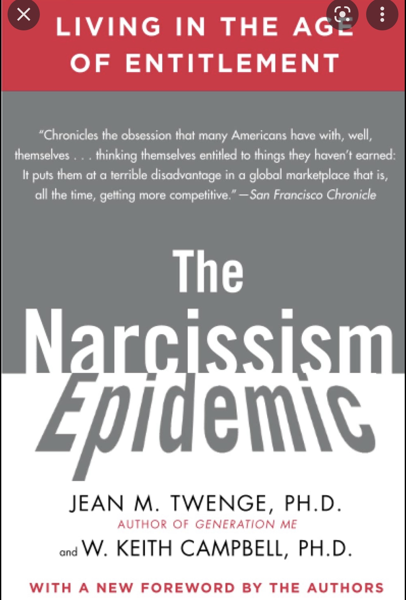 LIVING IN THE AGE
OF ENTITLEMENT
“Chronicles the obsession that many Americans have with, well,
themselves . . . thinking themselves entitled to things they haven’t earned:
It puts them at a terrible disadvantage in a global marketplace that is,
all the time, getting more competitive.” —San Francisco Chronicle
The
Narcissism
Epidemic
JEAN M. TWENGE, PH.D.
AUTHOR OF GENERATION ME
and W. KEITH CAMPBELL, PH.D.
WITH A NEW FOREWORD BY THE AUTHORS